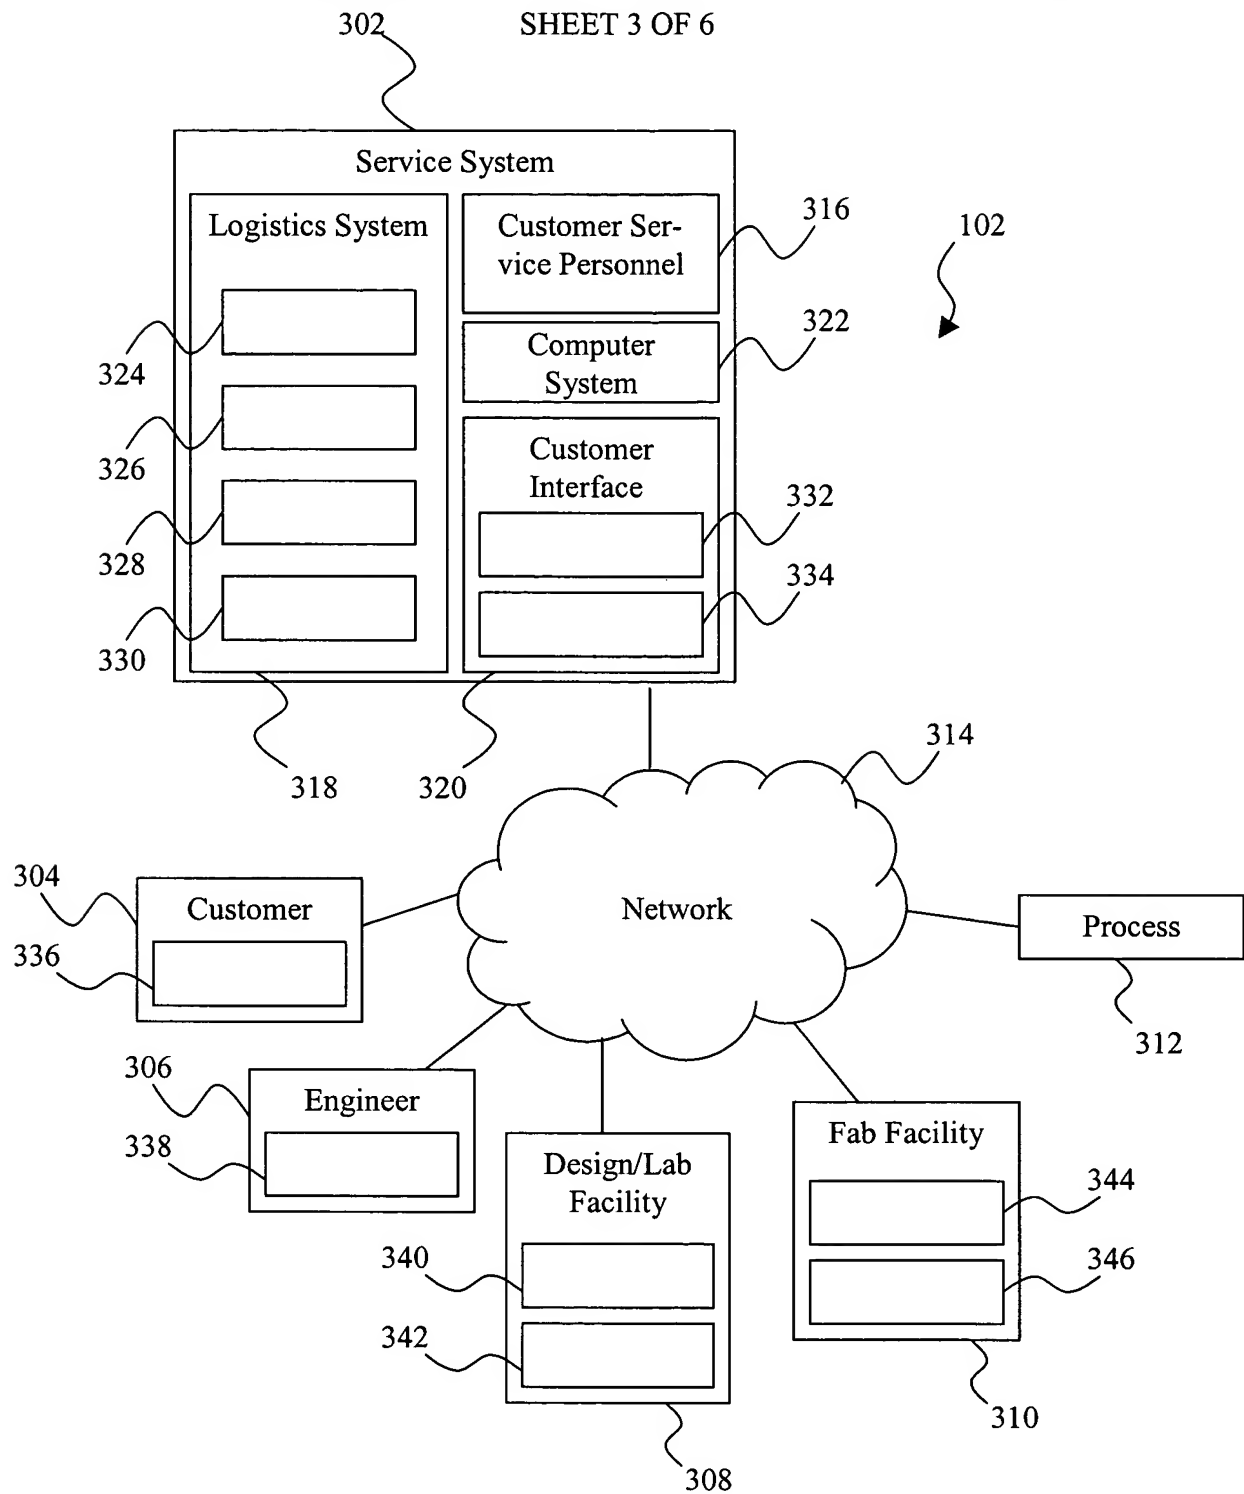 SHEET 3 OF 6
302
Service System
Logistics System
Customer Ser-
vice Personnel
316
102
322
Computer
System
324
326
Customer
Interface
332
328
334
330
318
320
314
304
Customer
336
Network
Process
312
306
Engineer
338
Design/Lab
Facility
Fab Facility
344
340
346
342
310
308